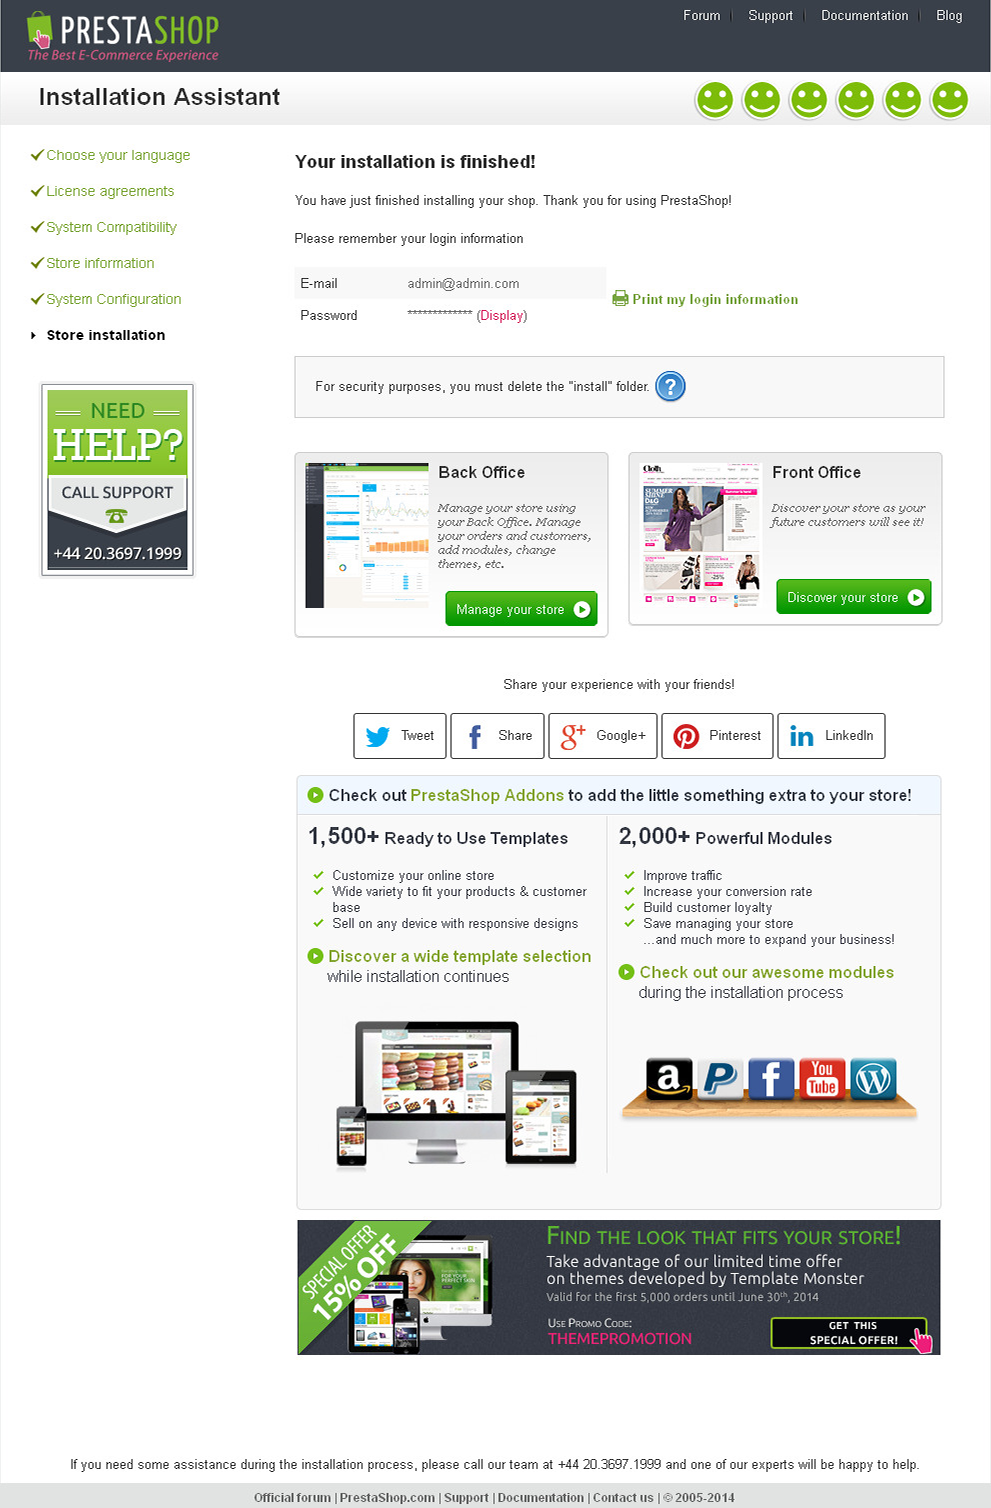 PRESTASHOP
The Best E-Commerce Experience
Forum | Support | Documentation | Blog
Installation Assistant
Choose your language
License agreements
System Compatibility
Store information
System Configuration
Store installation
NEED
HELP?
CALL SUPPORT
+44 20.3697.1999
Your installation is finished!
You have just finished installing your shop. Thank you for using PrestaShop!
Please remember your login information
E-mail admin@admin.com
Password ************* (Display)
Print my login information
For security purposes, you must delete the "install" folder. ?
Back Office
Manage your store using
your Back Office. Manage
your orders and customers,
add modules, change
themes, etc.
Manage your store
Front Office
Discover your store as your
future customers will see it!
Discover your store
Share your experience with your friends!
Tweet
Share
Google+
Pinterest
LinkedIn
Check out PrestaShop Addons to add the little something extra to your store!
1,500+ Ready to Use Templates
Customize your online store
Wide variety to fit your products & customer
base
Sell on any device with responsive designs
Discover a wide template selection
while installation continues
2,000+ Powerful Modules
Improve traffic
Increase your conversion rate
Build customer loyalty
Save managing your store
...and much more to expand your business!
Check out our awesome modules
during the installation process
You
Tube
SPECIAL OFFER
15% OFF
FIND THE LOOK THAT FITS YOUR STORE!
Take advantage of our limited time offer
on themes developed by Template Monster
Valid for the first 5,000 orders until June 30th, 2014
USE PROMO CODE:
THEMEPROMOTION
GET THIS
SPECIAL OFFER!
If you need some assistance during the installation process, please call our team at +44 20.3697.1999 and one of our experts will be happy to help.
Official forum | PrestaShop.com | Support | Documentation | Contact us | © 2005-2014